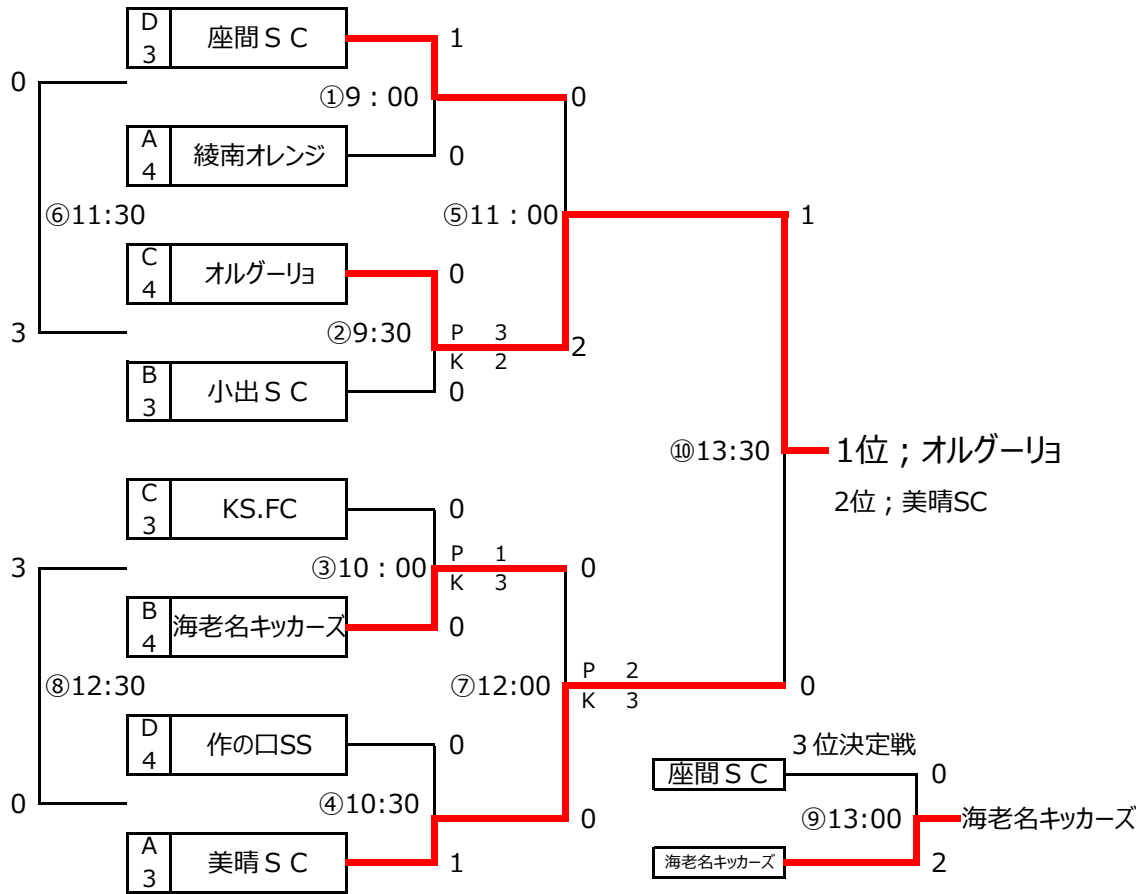 D
3
座間ＳＣ
1
0
①9：00
0
A
4
綾南オレンジ
0
⑥11:30
⑤11：00
1
C
4
オルグーリョ
0
3
②9:30
P 3
K 2
2
B
3
小出ＳＣ
0
⑩13:30
1位；オルグーリョ
2位；美晴SC
C
3
KS.FC
0
3
③10：00
P 1
K 3
0
B
4
海老名キッカーズ
0
⑧12:30
⑦12:00
P 2
K 3
0
D
4
作の口SS
0
0
④10:30
0
A
3
美晴ＳＣ
1
３位決定戦
座間ＳＣ
0
⑨13:00
海老名キッカーズ
海老名キッカーズ
2